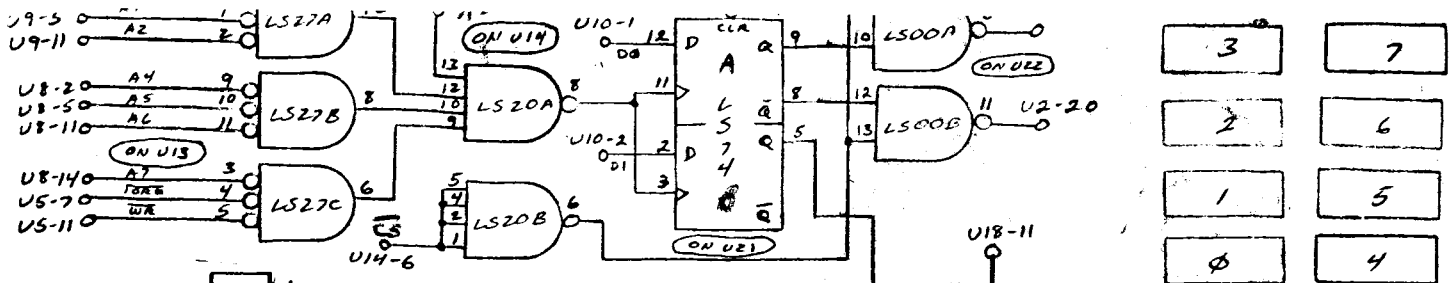 U9-5 1
U9-11 A2 2
LS27A
ON U14
U10-1 12 D
D0
CLR
Q 9
10 LS00A
ON U22
3 7
U8-2 A4 9
U8-5 A5 10
U8-11 A6 11
LS27B 8
ON U13
13
12
10
9
LS20A 8
11
A
LS74
Q̅ 8
Q 5
12
13
LS00B 11 U2-20
2 6
U10-2 2 D
D1
3
Q̅
ON U21
U8-14 A7 3
U5-7 IORQ 4
U5-11 WR 5
LS27C 6
5
4
2
1
LS20B 6
CS
U14-6
U18-11
1 5
0 4